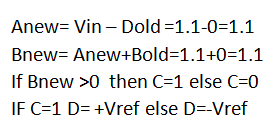 Anew= Vin – Dold =1.1-0=1.1
Bnew= Anew+Bold=1.1+0=1.1
If Bnew >0  then C=1 else C=0
IF C=1 D= +Vref else D=-Vref